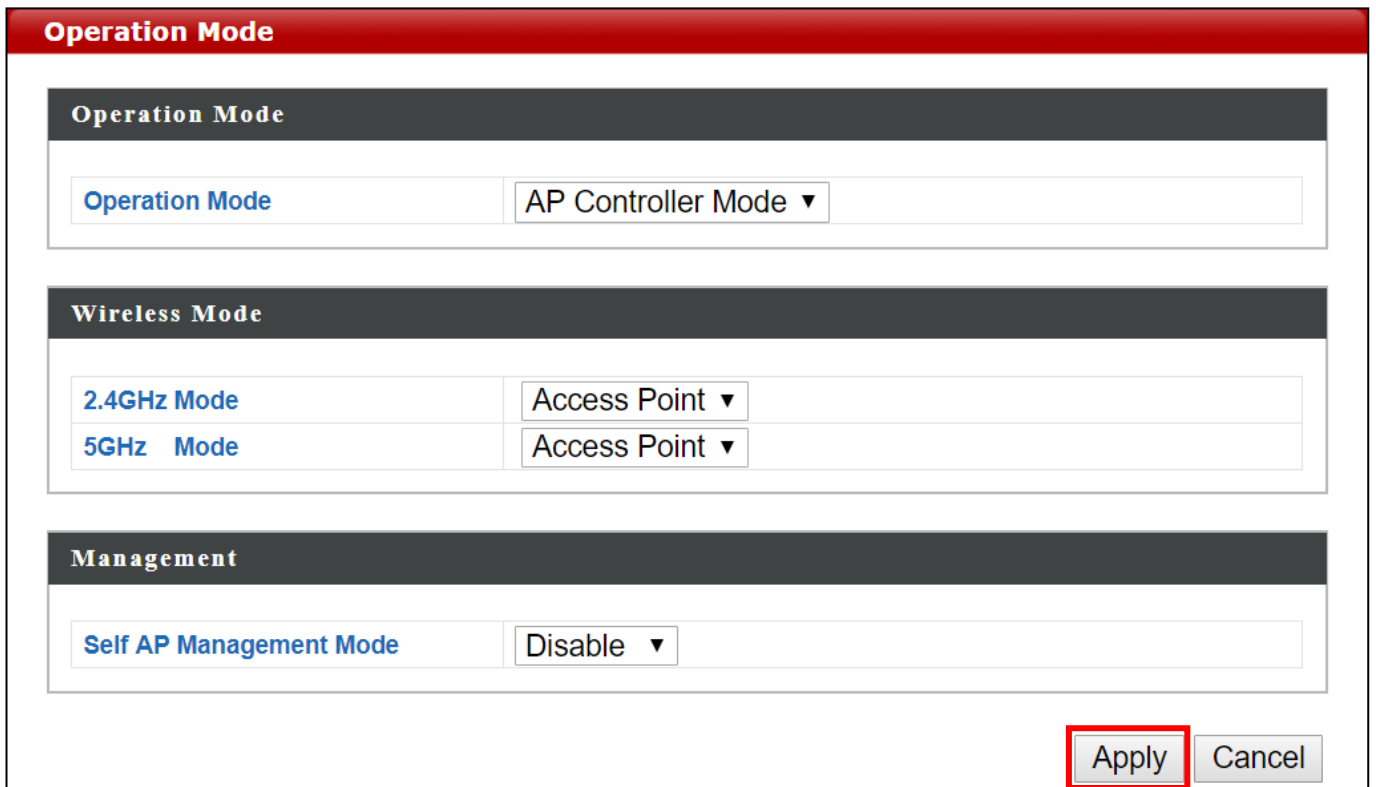 Operation Mode
Operation Mode
Operation Mode AP Controller Mode
Wireless Mode
2.4GHz Mode Access Point
5GHz Mode Access Point
Management
Self AP Management Mode Disable
Apply Cancel